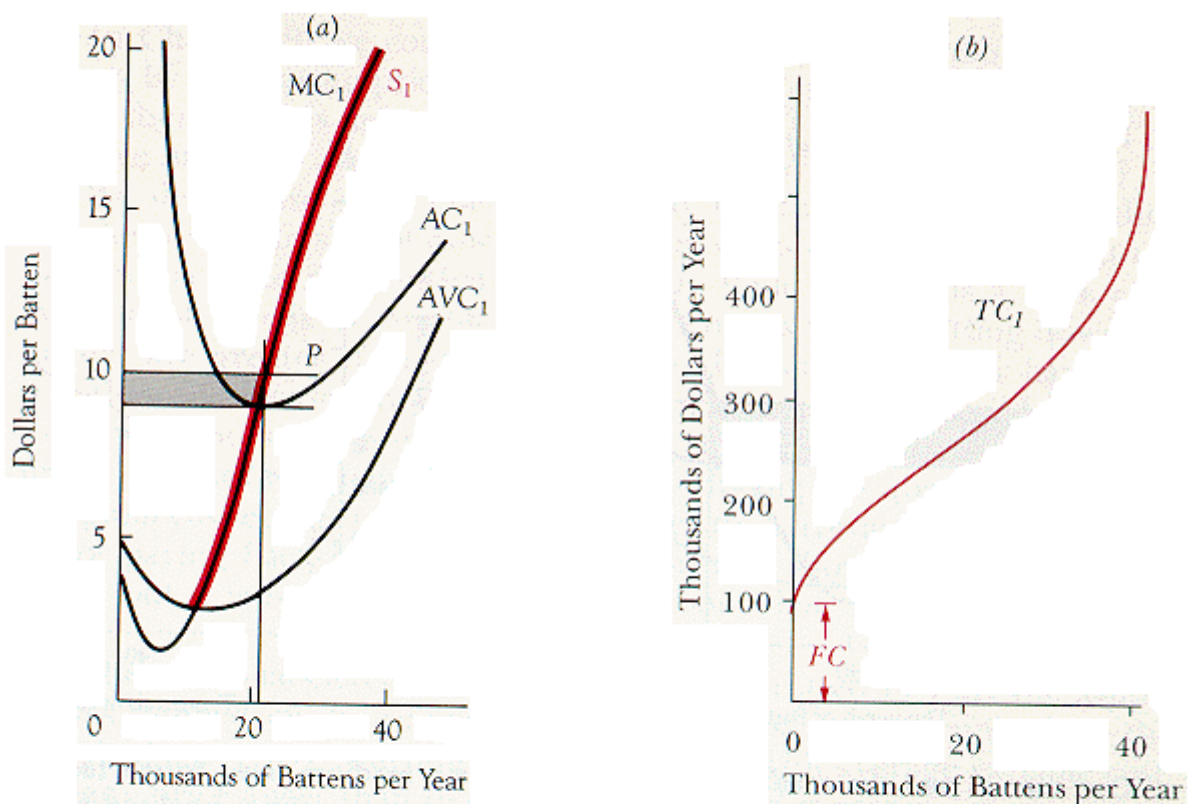 (a)
20
MC₁
S₁
15
AC₁
AVC₁
P
10
5
0
20
40
Dollars per Batten
Thousands of Battens per Year
(b)
TC₁
400
300
200
100
FC
0
20
40
Thousands of Dollars per Year
Thousands of Battens per Year